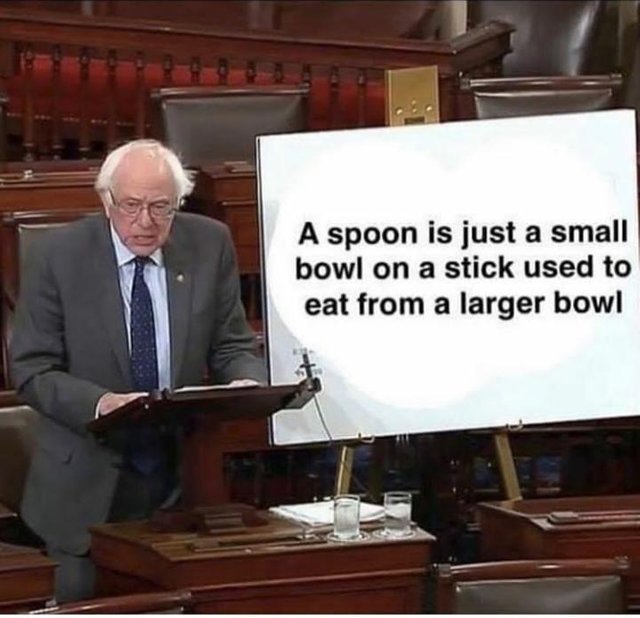 A spoon is just a small
bowl on a stick used to
eat from a larger bowl